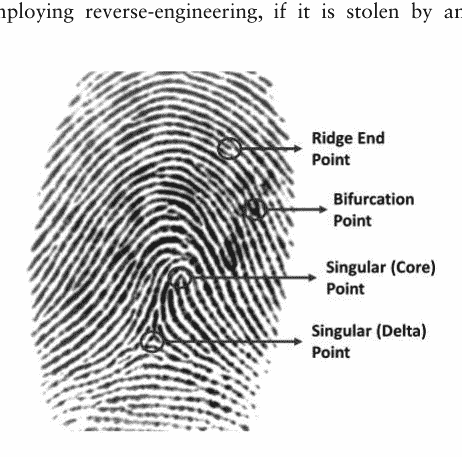 employing reverse-engineering, if it is stolen by an
Ridge End
Point
Bifurcation
Point
Singular (Core)
Point
Singular (Delta)
Point